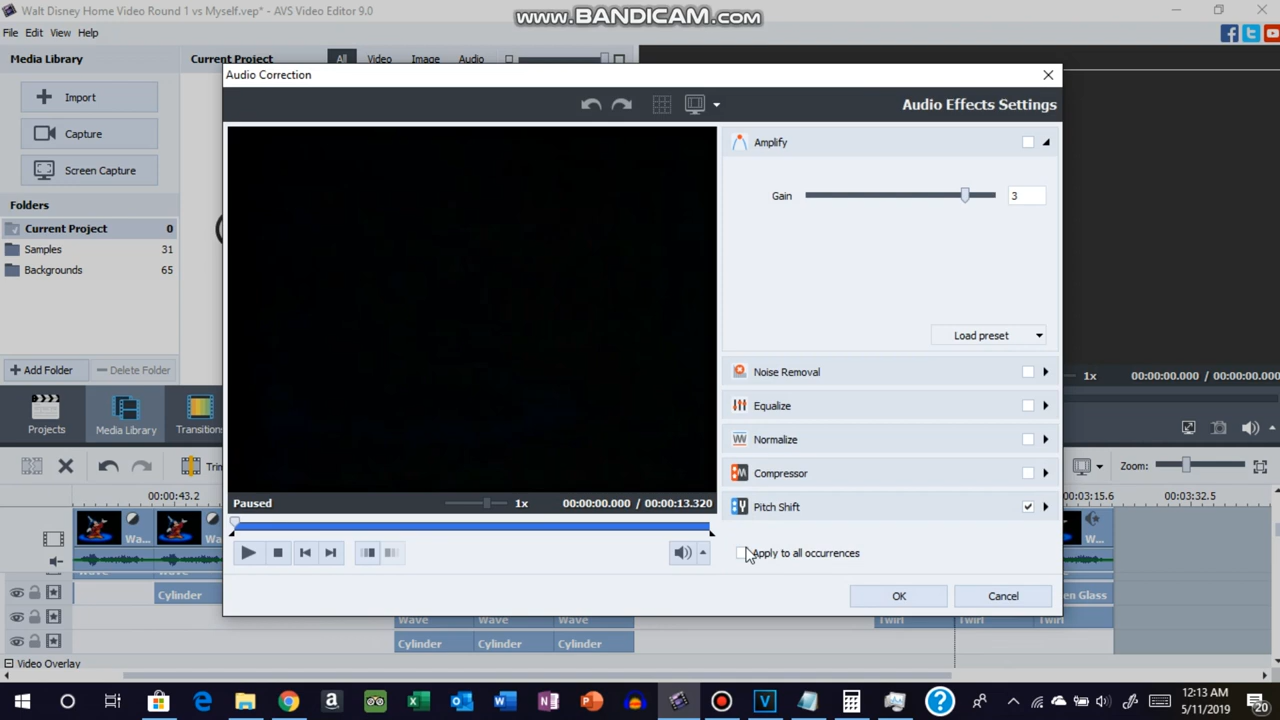 Walt Disney Home Video Round 1 vs Myself.vep* - AVS Video Editor 9.0
www.BANDICAM.com
File Edit View Help
Media Library
Current Project
All Video Image Audio
Import
Capture
Screen Capture
Folders
Current Project 0
Samples 31
Backgrounds 65
Add Folder
Delete Folder
Projects
Media Library
Audio Correction
Audio Effects Settings
Amplify
Gain
3
Load preset
Noise Removal
Equalize
Normalize
Compressor
Pitch Shift
Paused
1x
00:00:00.000 / 00:00:13.320
Apply to all occurrences
OK
Cancel
1x
00:00:00.000 / 00:00:00.000
Zoom:
00:00:43.2
00:03:15.6
00:03:32.5
Cylinder
Wave Wave Wave
Twirl Twirl Twirl
Cylinder Cylinder Cylinder
Video Overlay
12:13 AM
5/11/2019
20